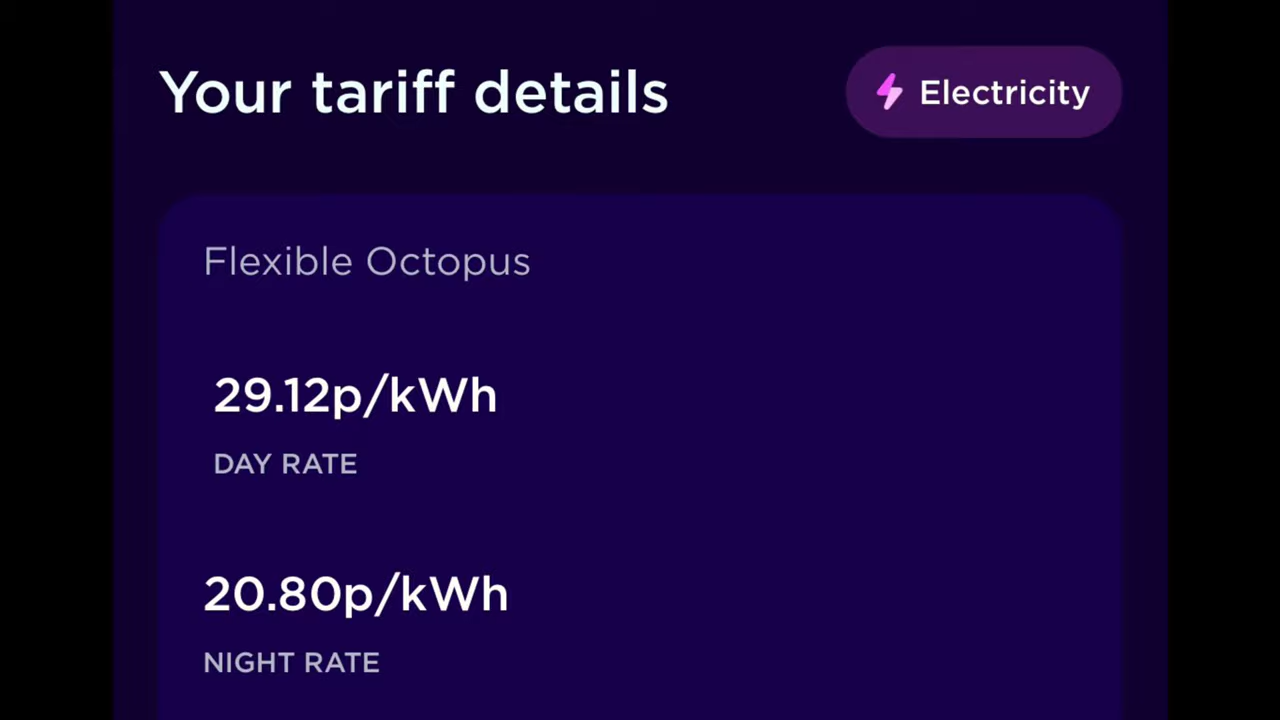 Your tariff details
Electricity
Flexible Octopus
29.12p/kWh
DAY RATE
20.80p/kWh
NIGHT RATE